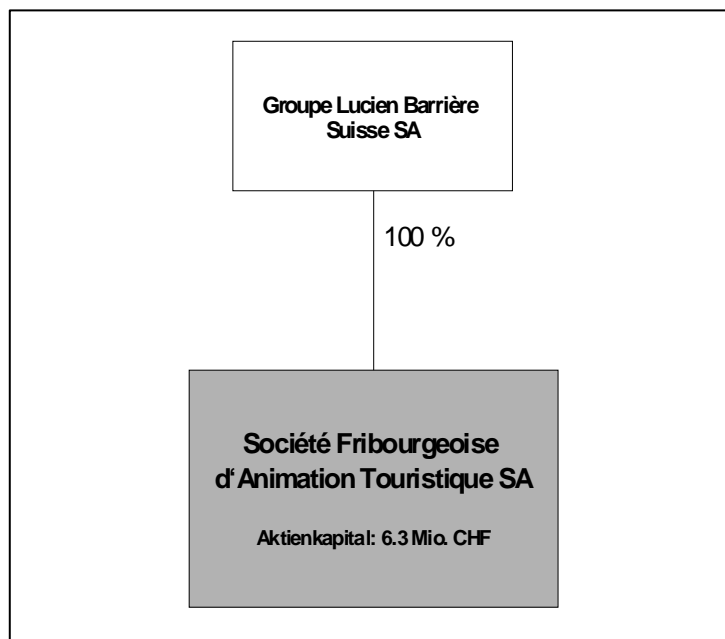 Groupe Lucien Barrière
Suisse SA
100 %
Société Fribourgeoise
d‘Animation Touristique SA
Aktienkapital: 6.3 Mio. CHF